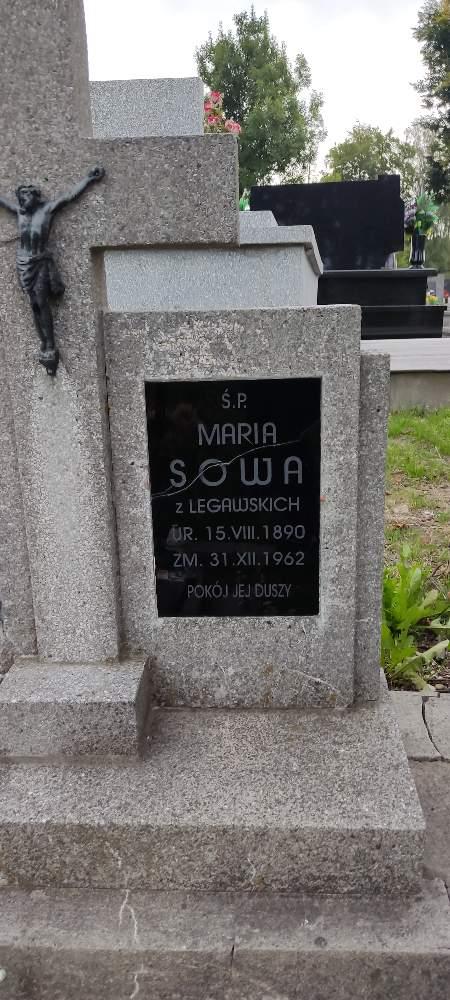 Ś.P.
MARIA
SOWA
z LEGAWSKICH
UR. 15.VIII.1890
ZM. 31.XII.1962
POKÓJ JEJ DUSZY